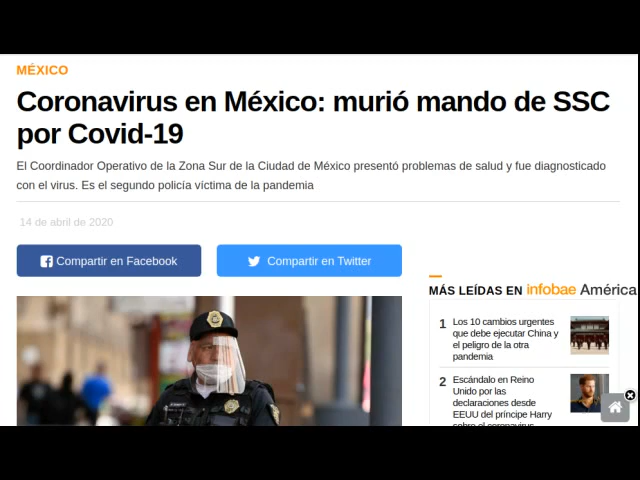 MÉXICO
Coronavirus en México: murió mando de SSC
por Covid-19
El Coordinador Operativo de la Zona Sur de la Ciudad de México presentó problemas de salud y fue diagnosticado
con el virus. Es el segundo policía víctima de la pandemia
14 de abril de 2020
Compartir en Facebook
Compartir en Twitter
MÁS LEÍDAS EN infobae América
1 Los 10 cambios urgentes
que debe ejecutar China y
el peligro de la otra
pandemia
2 Escándalo en Reino
Unido por las
declaraciones desde
EEUU del príncipe Harry
sobre el coronavirus